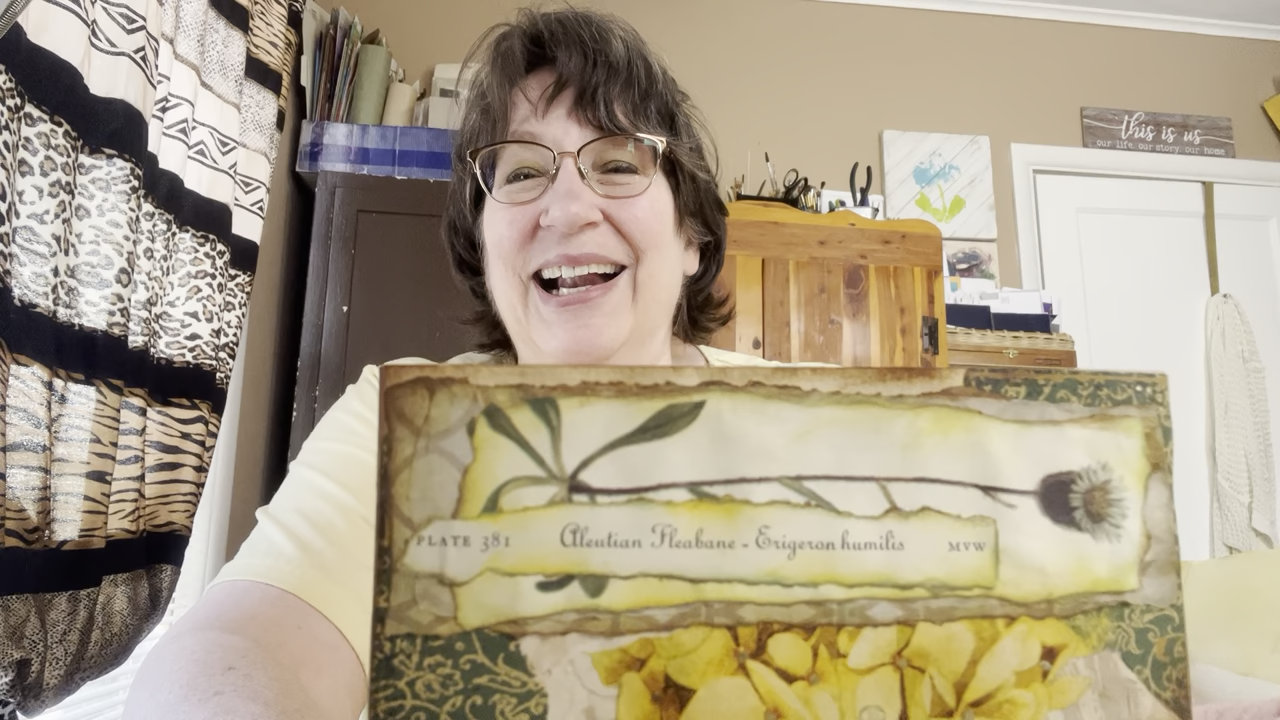 this is us
our life. our story. our home
PLATE 381 Aleutian Fleabane - Erigeron humilis MVW